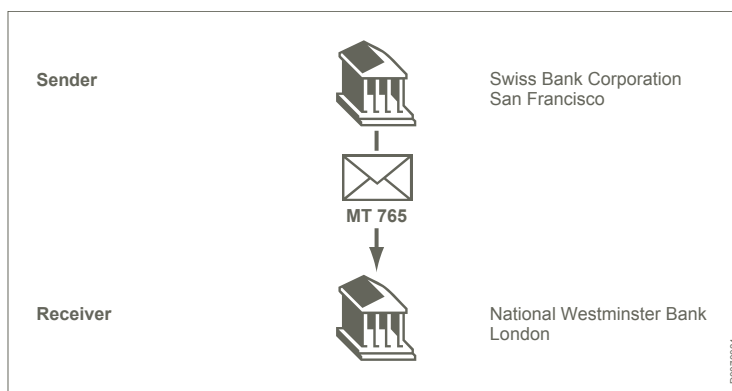 Sender
Swiss Bank Corporation
San Francisco
MT 765
Receiver
National Westminster Bank
London